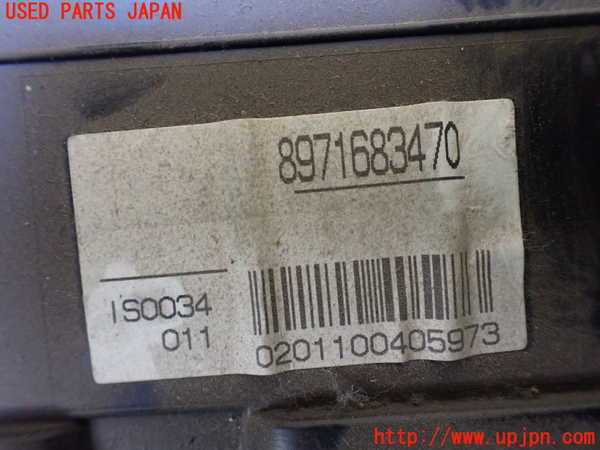 USED PARTS JAPAN
8971683470
IS0034
011
0201100405973
http://www.upjpn.com/